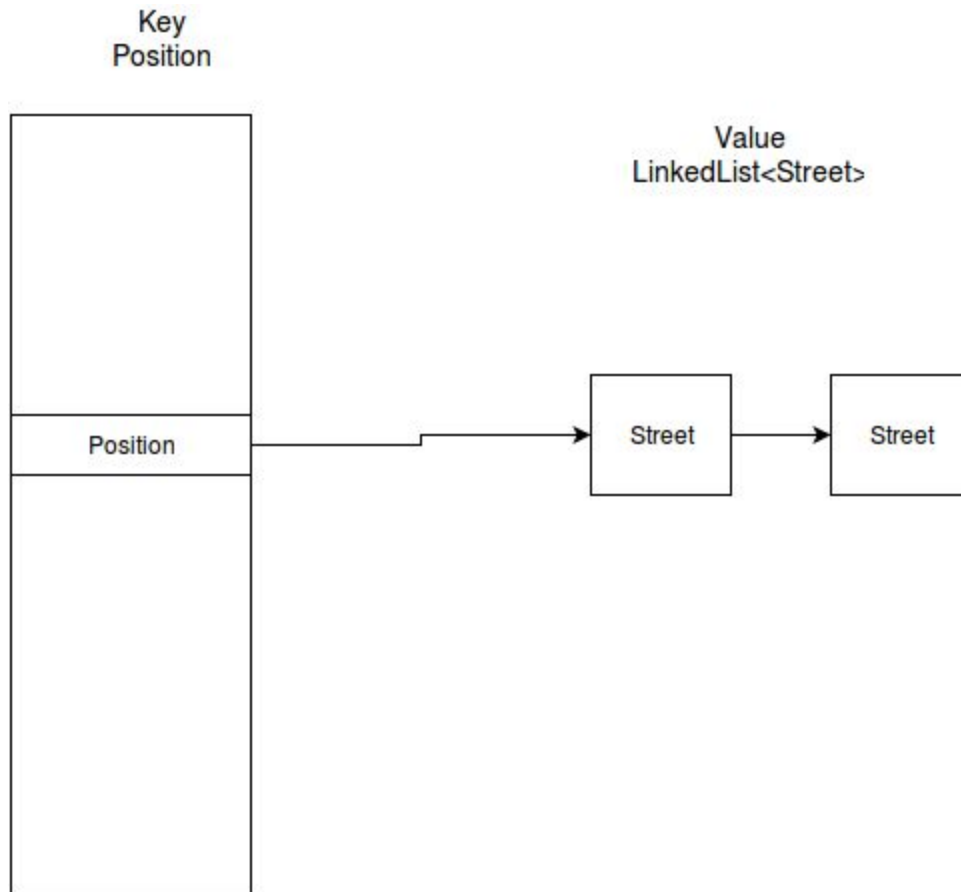 Key
Position
Value
LinkedList<Street>
Position
Street
Street